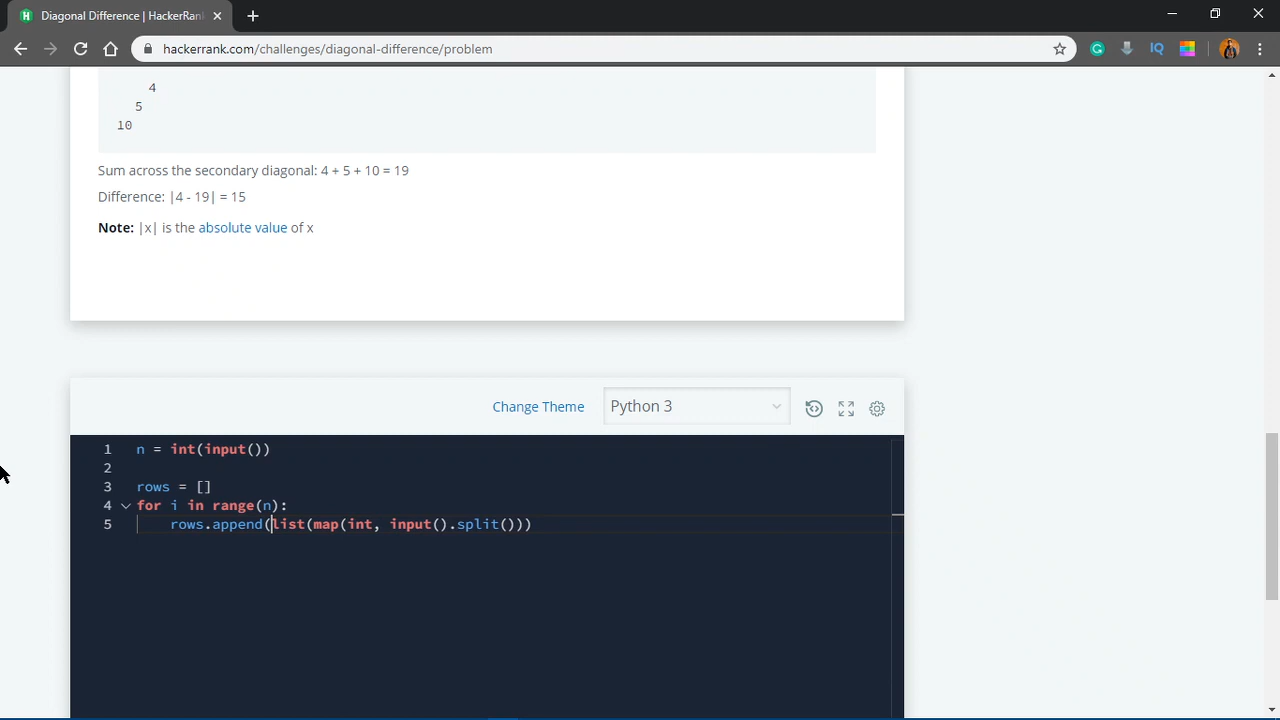 Diagonal Difference | HackerRank
hackerrank.com/challenges/diagonal-difference/problem
IQ
4
5
10
Sum across the secondary diagonal: 4 + 5 + 10 = 19
Difference: |4 - 19| = 15
Note: |x| is the absolute value of x
Change Theme
Python 3
1 n = int(input())
2
3 rows = []
4 for i in range(n):
5 rows.append(list(map(int, input().split()))